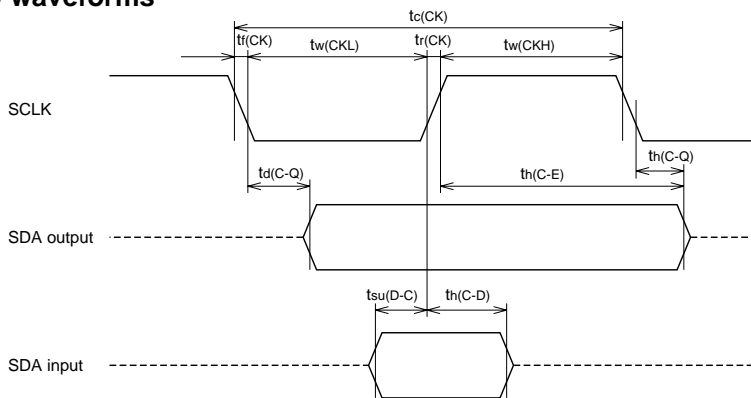 waveforms
tc(CK)
tf(CK) tw(CKL) tr(CK) tw(CKH)
SCLK
td(C-Q) th(C-E) th(C-Q)
SDA output
tsu(D-C) th(C-D)
SDA input